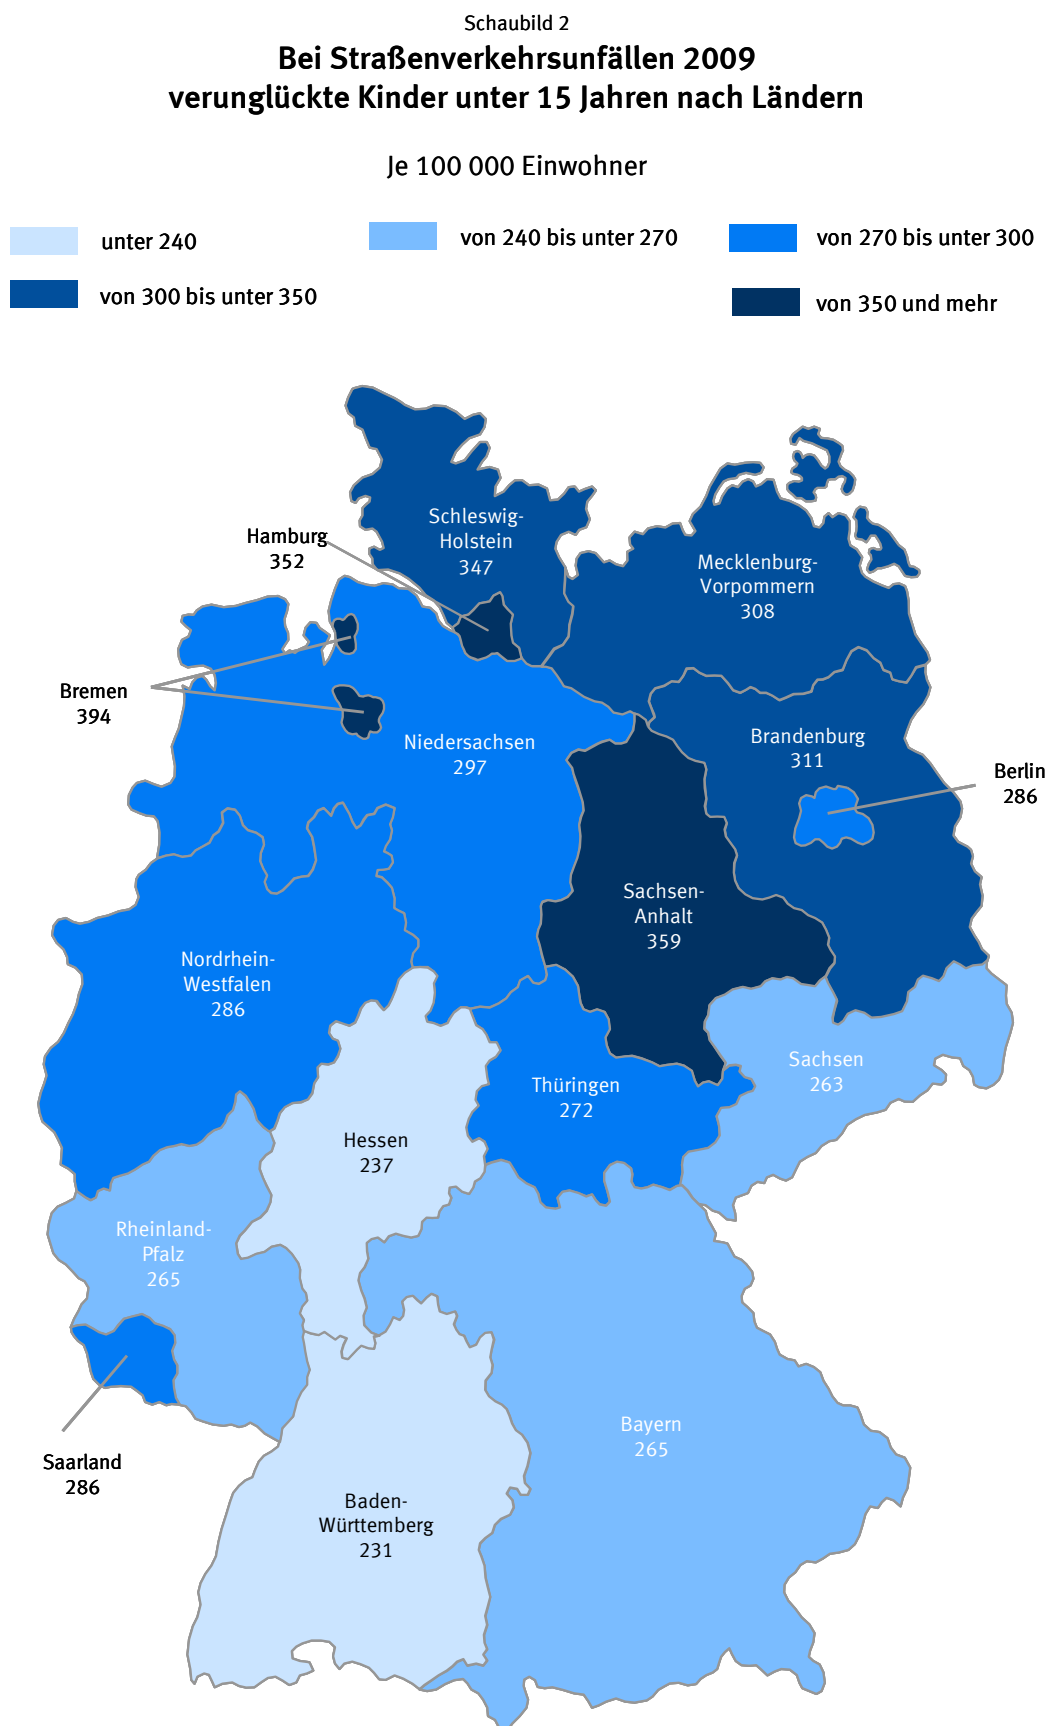 Schaubild 2
Bei Straßenverkehrsunfällen 2009
verunglückte Kinder unter 15 Jahren nach Ländern
Je 100 000 Einwohner
unter 240
von 240 bis unter 270
von 270 bis unter 300
von 300 bis unter 350
von 350 und mehr
Schleswig-
Holstein
347
Hamburg
352
Mecklenburg-
Vorpommern
308
Bremen
394
Niedersachsen
297
Brandenburg
311
Berlin
286
Sachsen-
Anhalt
359
Nordrhein-
Westfalen
286
Sachsen
263
Thüringen
272
Hessen
237
Rheinland-
Pfalz
265
Saarland
286
Bayern
265
Baden-
Württemberg
231